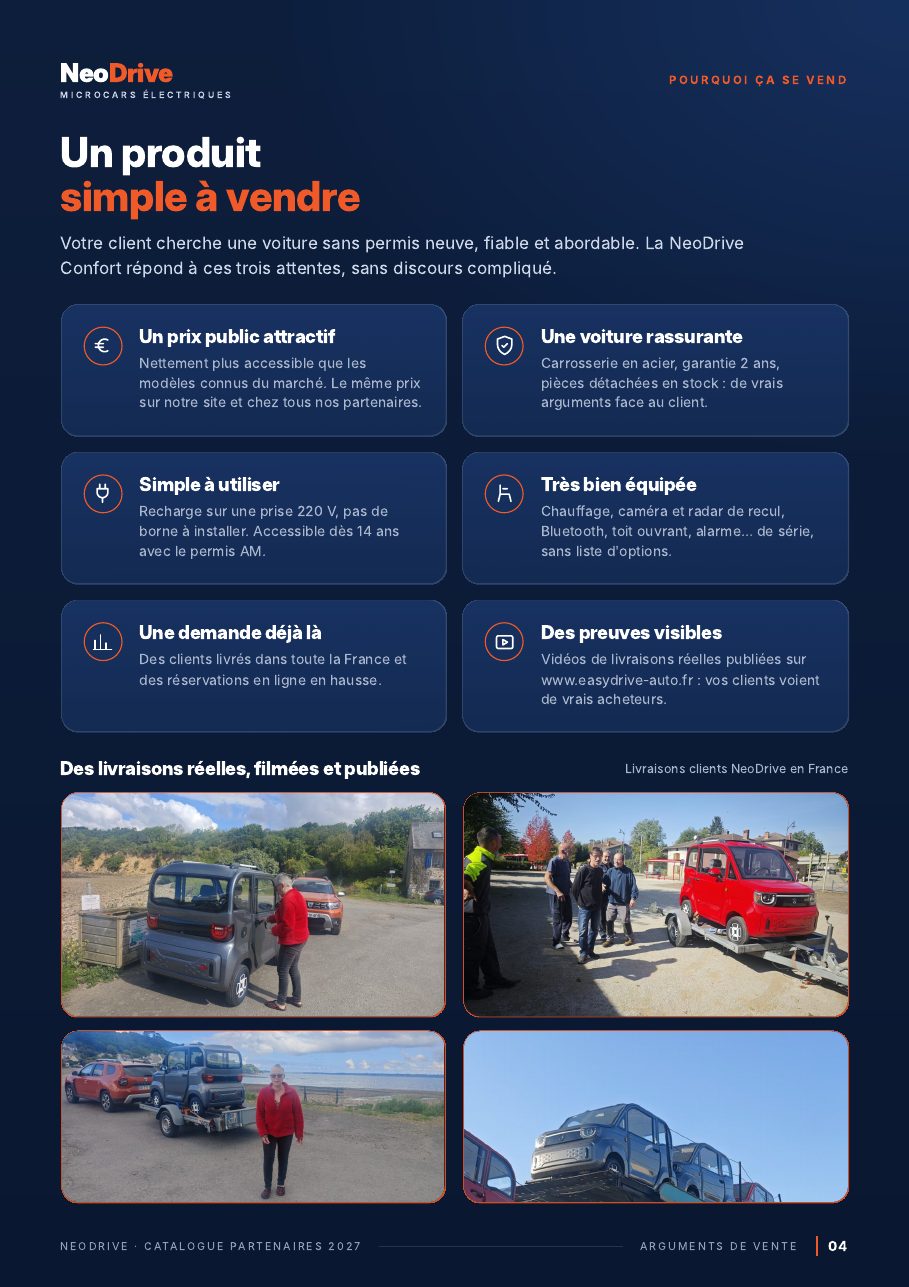 NeoDrive
MICROCARS ÉLECTRIQUES
POURQUOI ÇA SE VEND
Un produit
simple à vendre
Votre client cherche une voiture sans permis neuve, fiable et abordable. La NeoDrive
Confort répond à ces trois attentes, sans discours compliqué.
Un prix public attractif
Nettement plus accessible que les
modèles connus du marché. Le même prix
sur notre site et chez tous nos partenaires.
Une voiture rassurante
Carrosserie en acier, garantie 2 ans,
pièces détachées en stock : de vrais
arguments face au client.
Simple à utiliser
Recharge sur une prise 220 V, pas de
borne à installer. Accessible dès 14 ans
avec le permis AM.
Très bien équipée
Chauffage, caméra et radar de recul,
Bluetooth, toit ouvrant, alarme... de série,
sans liste d'options.
Une demande déjà là
Des clients livrés dans toute la France et
des réservations en ligne en hausse.
Des preuves visibles
Vidéos de livraisons réelles publiées sur
www.easydrive-auto.fr : vos clients voient
de vrais acheteurs.
Des livraisons réelles, filmées et publiées
Livraisons clients NeoDrive en France
NEODRIVE · CATALOGUE PARTENAIRES 2027
ARGUMENTS DE VENTE
04